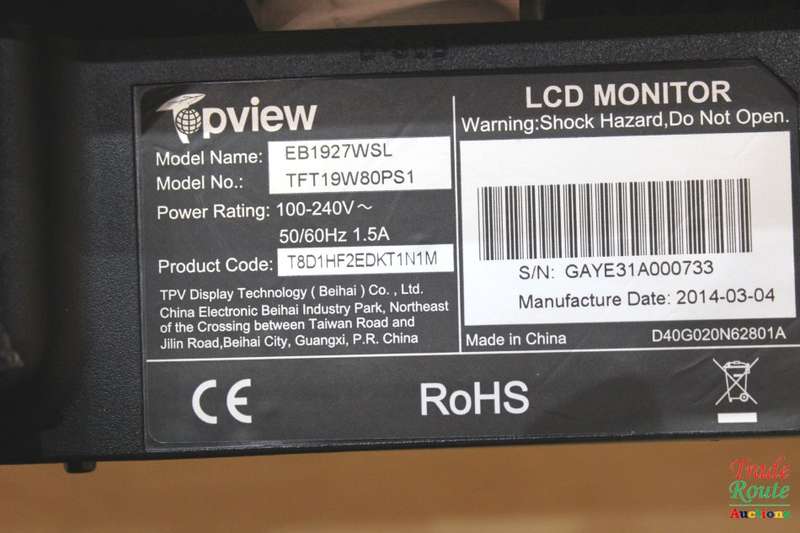 Topview
Model Name: EB1927WSL
Model No.: TFT19W80PS1
Power Rating: 100-240V～
50/60Hz 1.5A
Product Code: T8D1HF2EDKT1N1M
TPV Display Technology ( Beihai ) Co. , Ltd.
China Electronic Beihai Industry Park, Northeast
of the Crossing between Taiwan Road and
Jilin Road,Beihai City, Guangxi, P.R. China
LCD MONITOR
Warning:Shock Hazard,Do Not Open.
S/N: GAYE31A000733
Manufacture Date: 2014-03-04
Made in China D40G020N62801A
CE RoHS
Trade
Route
Auctions